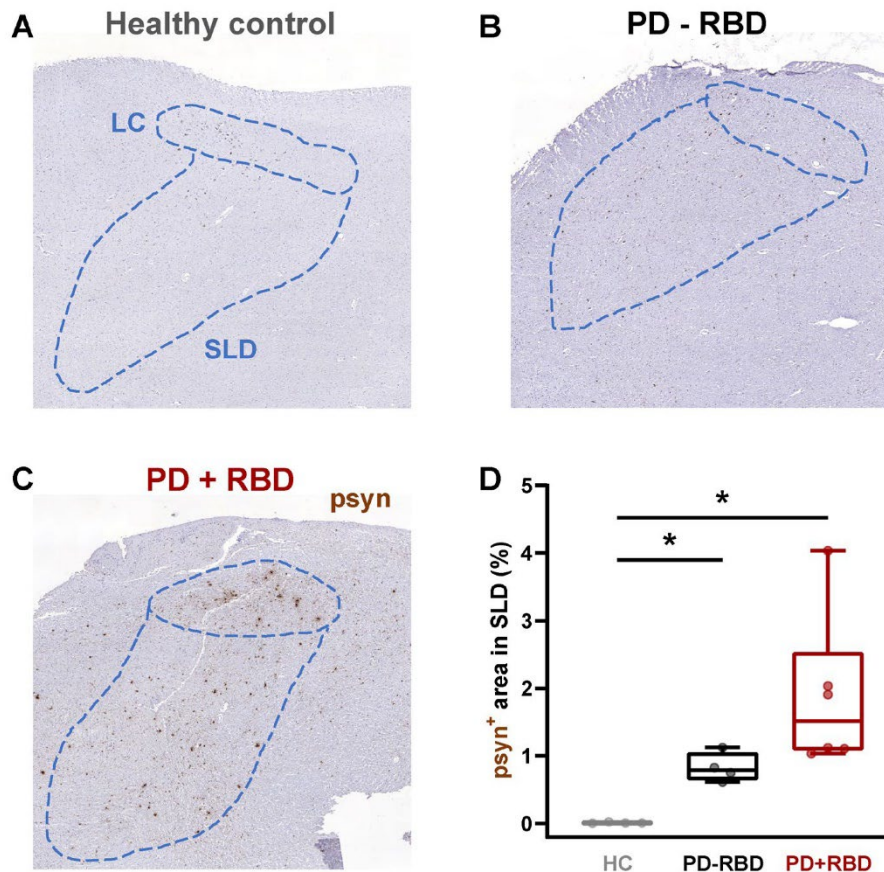 A
Healthy control
LC
SLD
B
PD - RBD
C
PD + RBD
psyn
D
psyn⁺ area in SLD (%)
5
4
3
2
1
0
*
*
HC
PD-RBD
PD+RBD